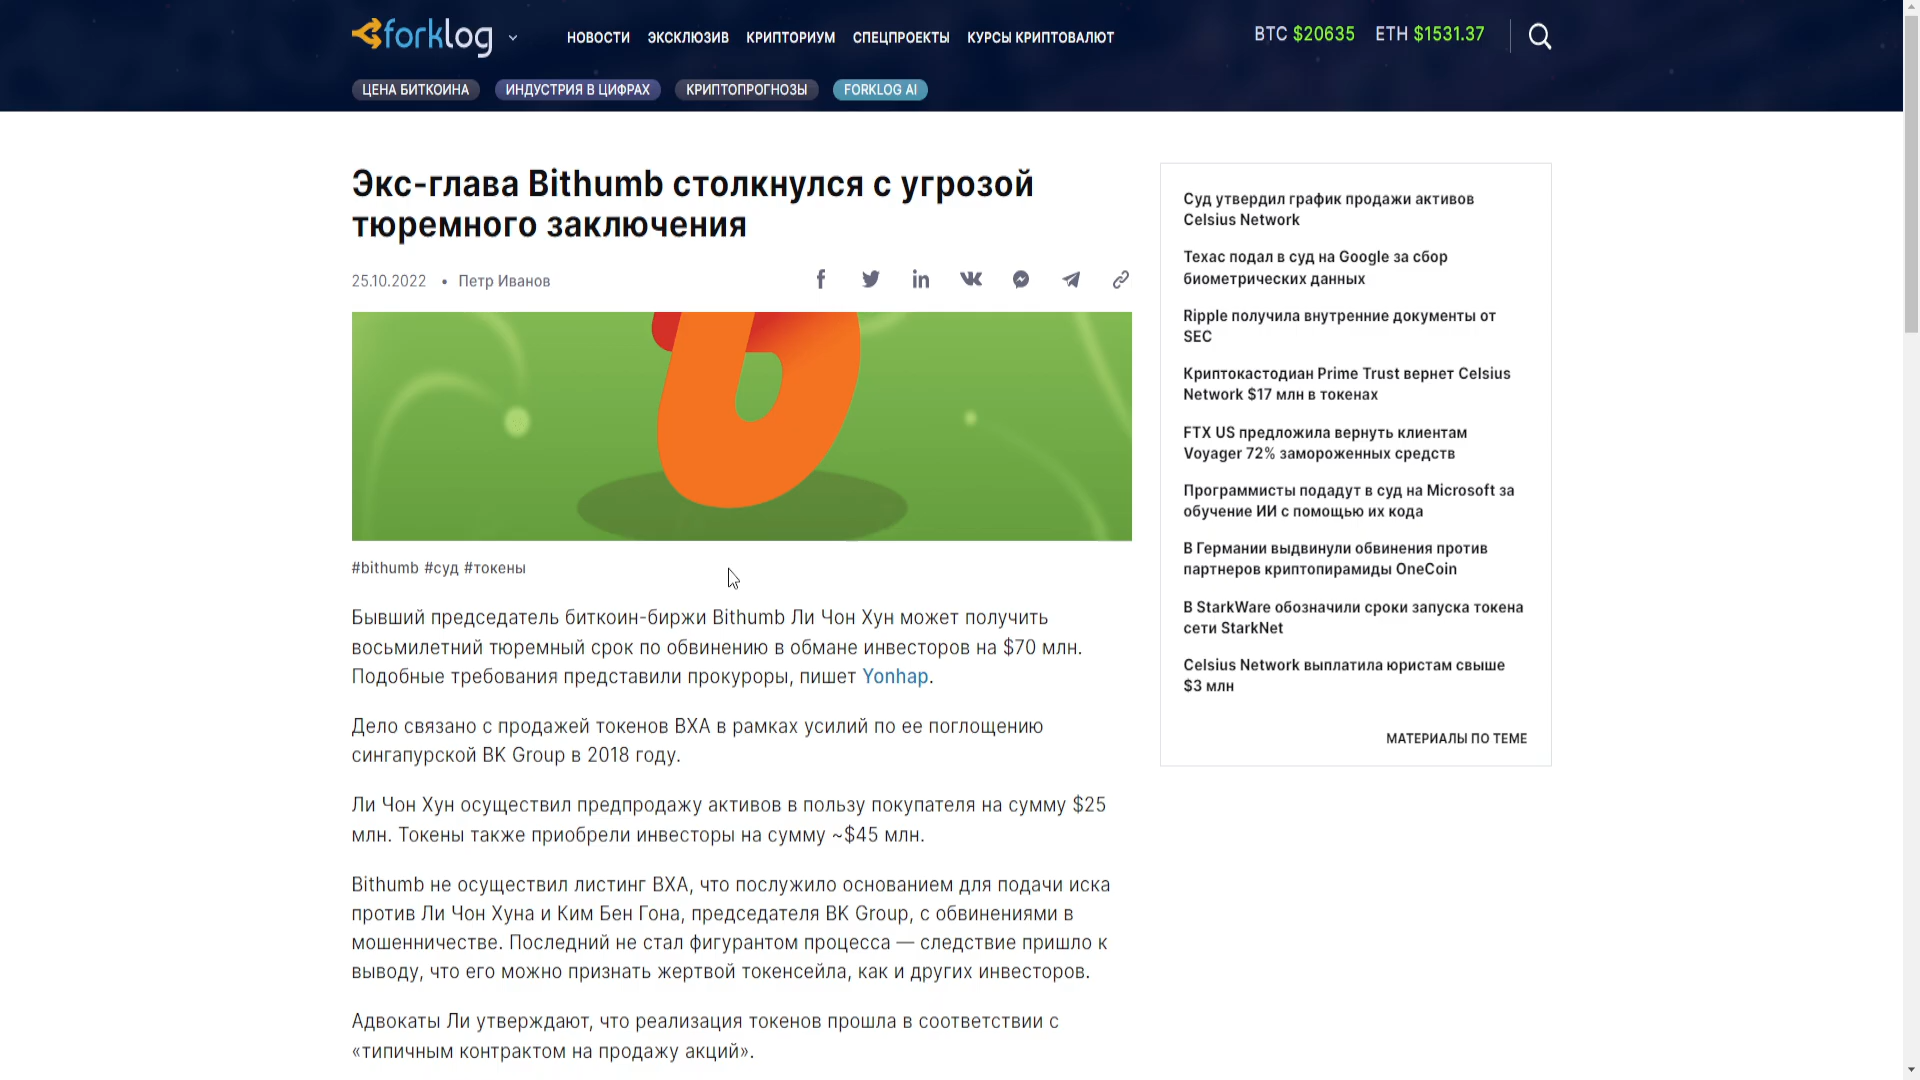 forklog
НОВОСТИ ЭКСКЛЮЗИВ КРИПТОРИУМ СПЕЦПРОЕКТЫ КУРСЫ КРИПТОВАЛЮТ
BTC $20635 ETH $1531.37
ЦЕНА БИТКОИНА ИНДУСТРИЯ В ЦИФРАХ КРИПТОПРОГНОЗЫ FORKLOG AI
Экс-глава Bithumb столкнулся с угрозой
тюремного заключения
25.10.2022 • Петр Иванов
#bithumb #суд #токены
Бывший председатель биткоин-биржи Bithumb Ли Чон Хун может получить
восьмилетний тюремный срок по обвинению в обмане инвесторов на $70 млн.
Подобные требования представили прокуроры, пишет Yonhap.
Дело связано с продажей токенов BXA в рамках усилий по ее поглощению
сингапурской BK Group в 2018 году.
Ли Чон Хун осуществил предпродажу активов в пользу покупателя на сумму $25
млн. Токены также приобрели инвесторы на сумму ~$45 млн.
Bithumb не осуществил листинг BXA, что послужило основанием для подачи иска
против Ли Чон Хуна и Ким Бен Гона, председателя BK Group, с обвинениями в
мошенничестве. Последний не стал фигурантом процесса — следствие пришло к
выводу, что его можно признать жертвой токенсейла, как и других инвесторов.
Адвокаты Ли утверждают, что реализация токенов прошла в соответствии с
«типичным контрактом на продажу акций».
Суд утвердил график продажи активов
Celsius Network
Техас подал в суд на Google за сбор
биометрических данных
Ripple получила внутренние документы от
SEC
Криптокастодиан Prime Trust вернет Celsius
Network $17 млн в токенах
FTX US предложила вернуть клиентам
Voyager 72% замороженных средств
Программисты подадут в суд на Microsoft за
обучение ИИ с помощью их кода
В Германии выдвинули обвинения против
партнеров криптопирамиды OneCoin
В StarkWare обозначили сроки запуска токена
сети StarkNet
Celsius Network выплатила юристам свыше
$3 млн
МАТЕРИАЛЫ ПО ТЕМЕ